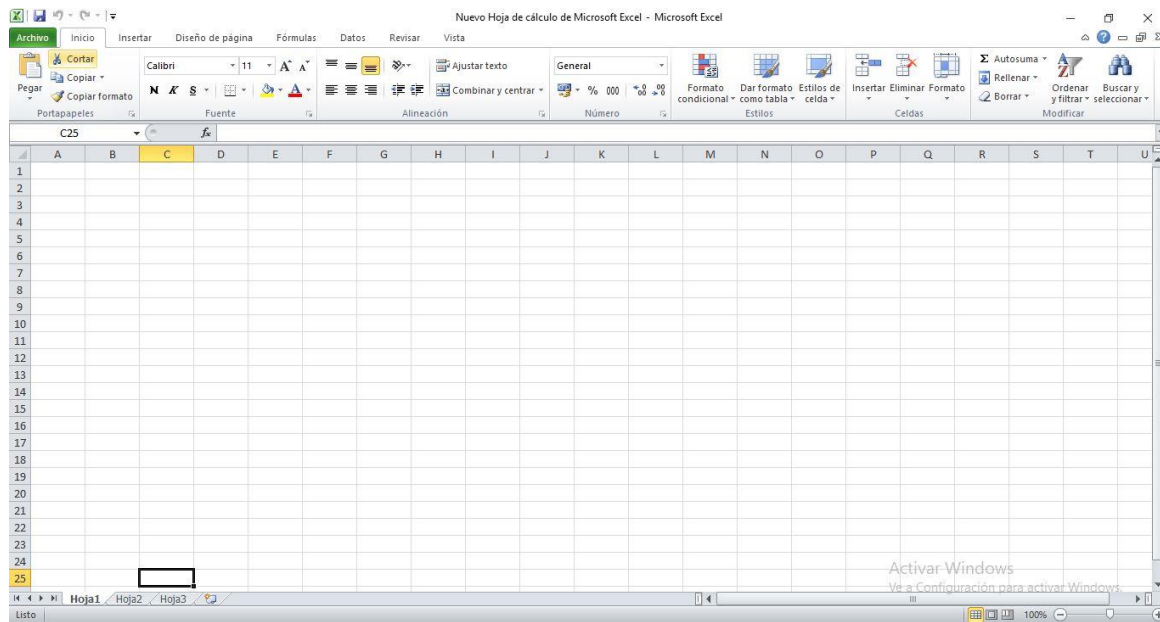 Nuevo Hoja de cálculo de Microsoft Excel - Microsoft Excel
Archivo Inicio Insertar Diseño de página Fórmulas Datos Revisar Vista
Pegar
Cortar
Copiar
Copiar formato
Portapapeles
Calibri 11 A A
N K S A
Fuente
Ajustar texto
Combinar y centrar
Alineación
General
% 000
Número
Formato condicional
Dar formato como tabla
Estilos de celda
Estilos
Insertar Eliminar Formato
Celdas
Σ Autosuma
Rellenar
Borrar
Ordenar y filtrar
Buscar y seleccionar
Modificar
C25 fx
A B C D E F G H I J K L M N O P Q R S T U
1
2
3
4
5
6
7
8
9
10
11
12
13
14
15
16
17
18
19
20
21
22
23
24
25
Activar Windows
Ve a Configuración para activar Windows.
Hoja1 Hoja2 Hoja3
Listo 100%